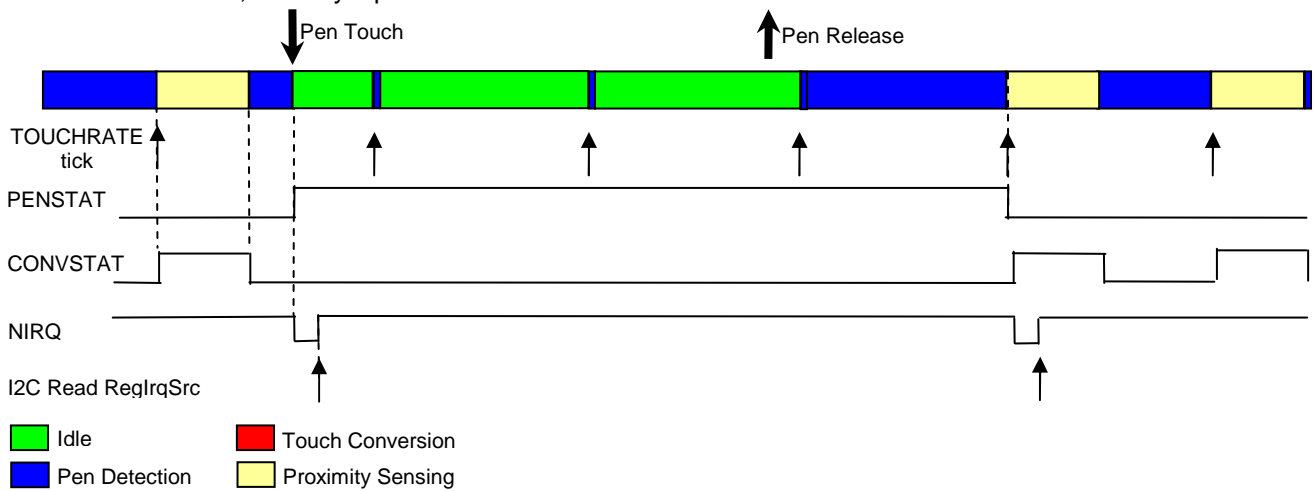 Pen Touch
Pen Release
TOUCHRATE
tick
PENSTAT
CONVSTAT
NIRQ
I2C Read RegIrqSrc
Idle
Touch Conversion
Pen Detection
Proximity Sensing